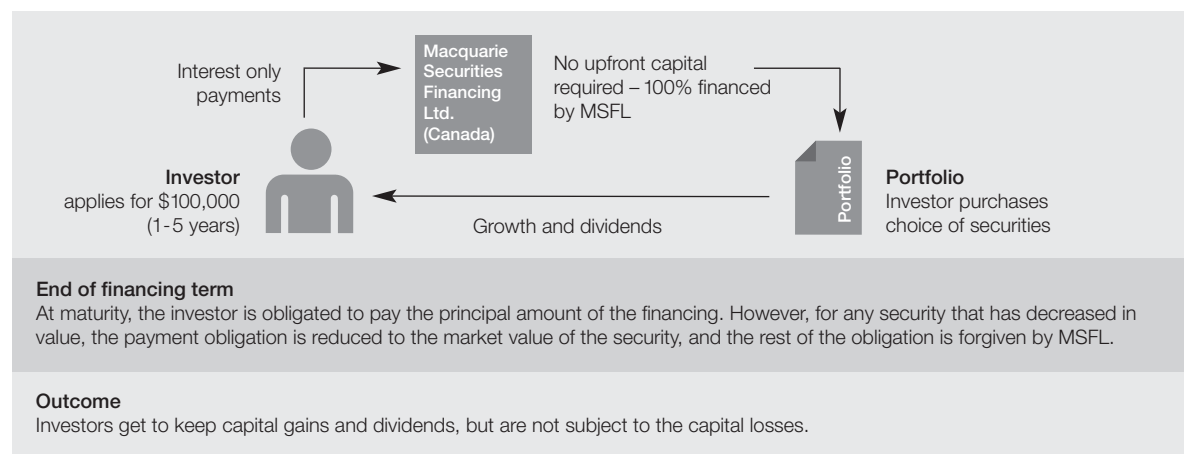 Interest only
payments
Macquarie
Securities
Financing
Ltd.
(Canada)
No upfront capital
required – 100% financed
by MSFL
Investor
applies for $100,000
(1-5 years)
Growth and dividends
Portfolio
Portfolio
Investor purchases
choice of securities
End of financing term
At maturity, the investor is obligated to pay the principal amount of the financing. However, for any security that has decreased in
value, the payment obligation is reduced to the market value of the security, and the rest of the obligation is forgiven by MSFL.
Outcome
Investors get to keep capital gains and dividends, but are not subject to the capital losses.